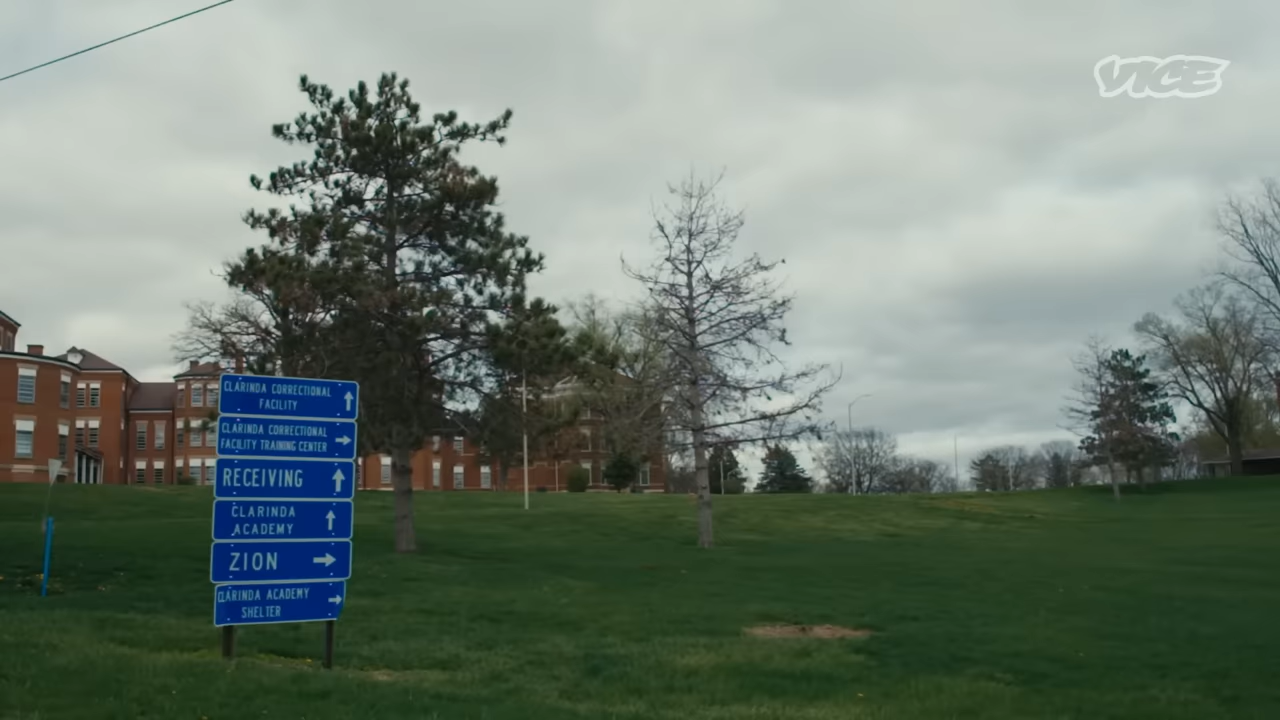 VICE
CLARINDA CORRECTIONAL
FACILITY
CLARINDA CORRECTIONAL
FACILITY TRAINING CENTER
RECEIVING
CLARINDA
ACADEMY
ZION
CLARINDA ACADEMY
SHELTER